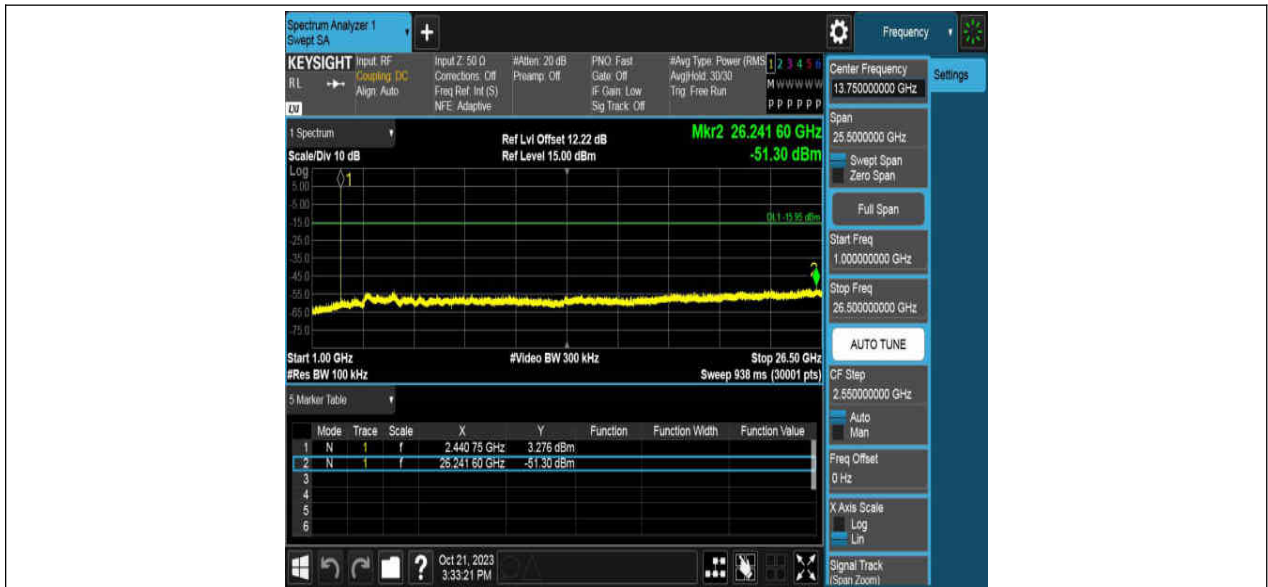 Spectrum Analyzer 1
Swept SA
+
Frequency
KEYSIGHT
RL
LXI
Input: RF
Coupling: DC
Align: Auto
Input Z: 50 Ω
Corrections: Off
Freq Ref: Int (S)
NFE: Adaptive
#Atten: 20 dB
Preamp: Off
PNO: Fast
Gate: Off
IF Gain: Low
Sig Track: Off
#Avg Type: Power (RMS
Avg|Hold: 30/30
Trig: Free Run
1 2 3 4 5 6
M W W W W W
P P P P P P
Center Frequency
13.750000000 GHz
Settings
1 Spectrum
Scale/Div 10 dB
Ref Lvl Offset 12.22 dB
Ref Level 15.00 dBm
Mkr2 26.241 60 GHz
-51.30 dBm
Span
25.5000000 GHz
Swept Span
Zero Span
Full Span
Start Freq
1.000000000 GHz
Stop Freq
26.500000000 GHz
AUTO TUNE
CF Step
2.550000000 GHz
Auto
Man
Freq Offset
0 Hz
X Axis Scale
Log
Lin
Signal Track
(Span Zoom)
Log
5.00
-5.00
-15.0
-25.0
-35.0
-45.0
-55.0
-65.0
-75.0
1
2
DL1 -15.95 dBm
Start 1.00 GHz
#Res BW 100 kHz
#Video BW 300 kHz
Stop 26.50 GHz
Sweep 938 ms (30001 pts)
5 Marker Table
Mode Trace Scale X Y Function Function Width Function Value
1 N 1 f 2.440 75 GHz 3.276 dBm
2 N 1 f 26.241 60 GHz -51.30 dBm
3
4
5
6
?
Oct 21, 2023
3:33:21 PM